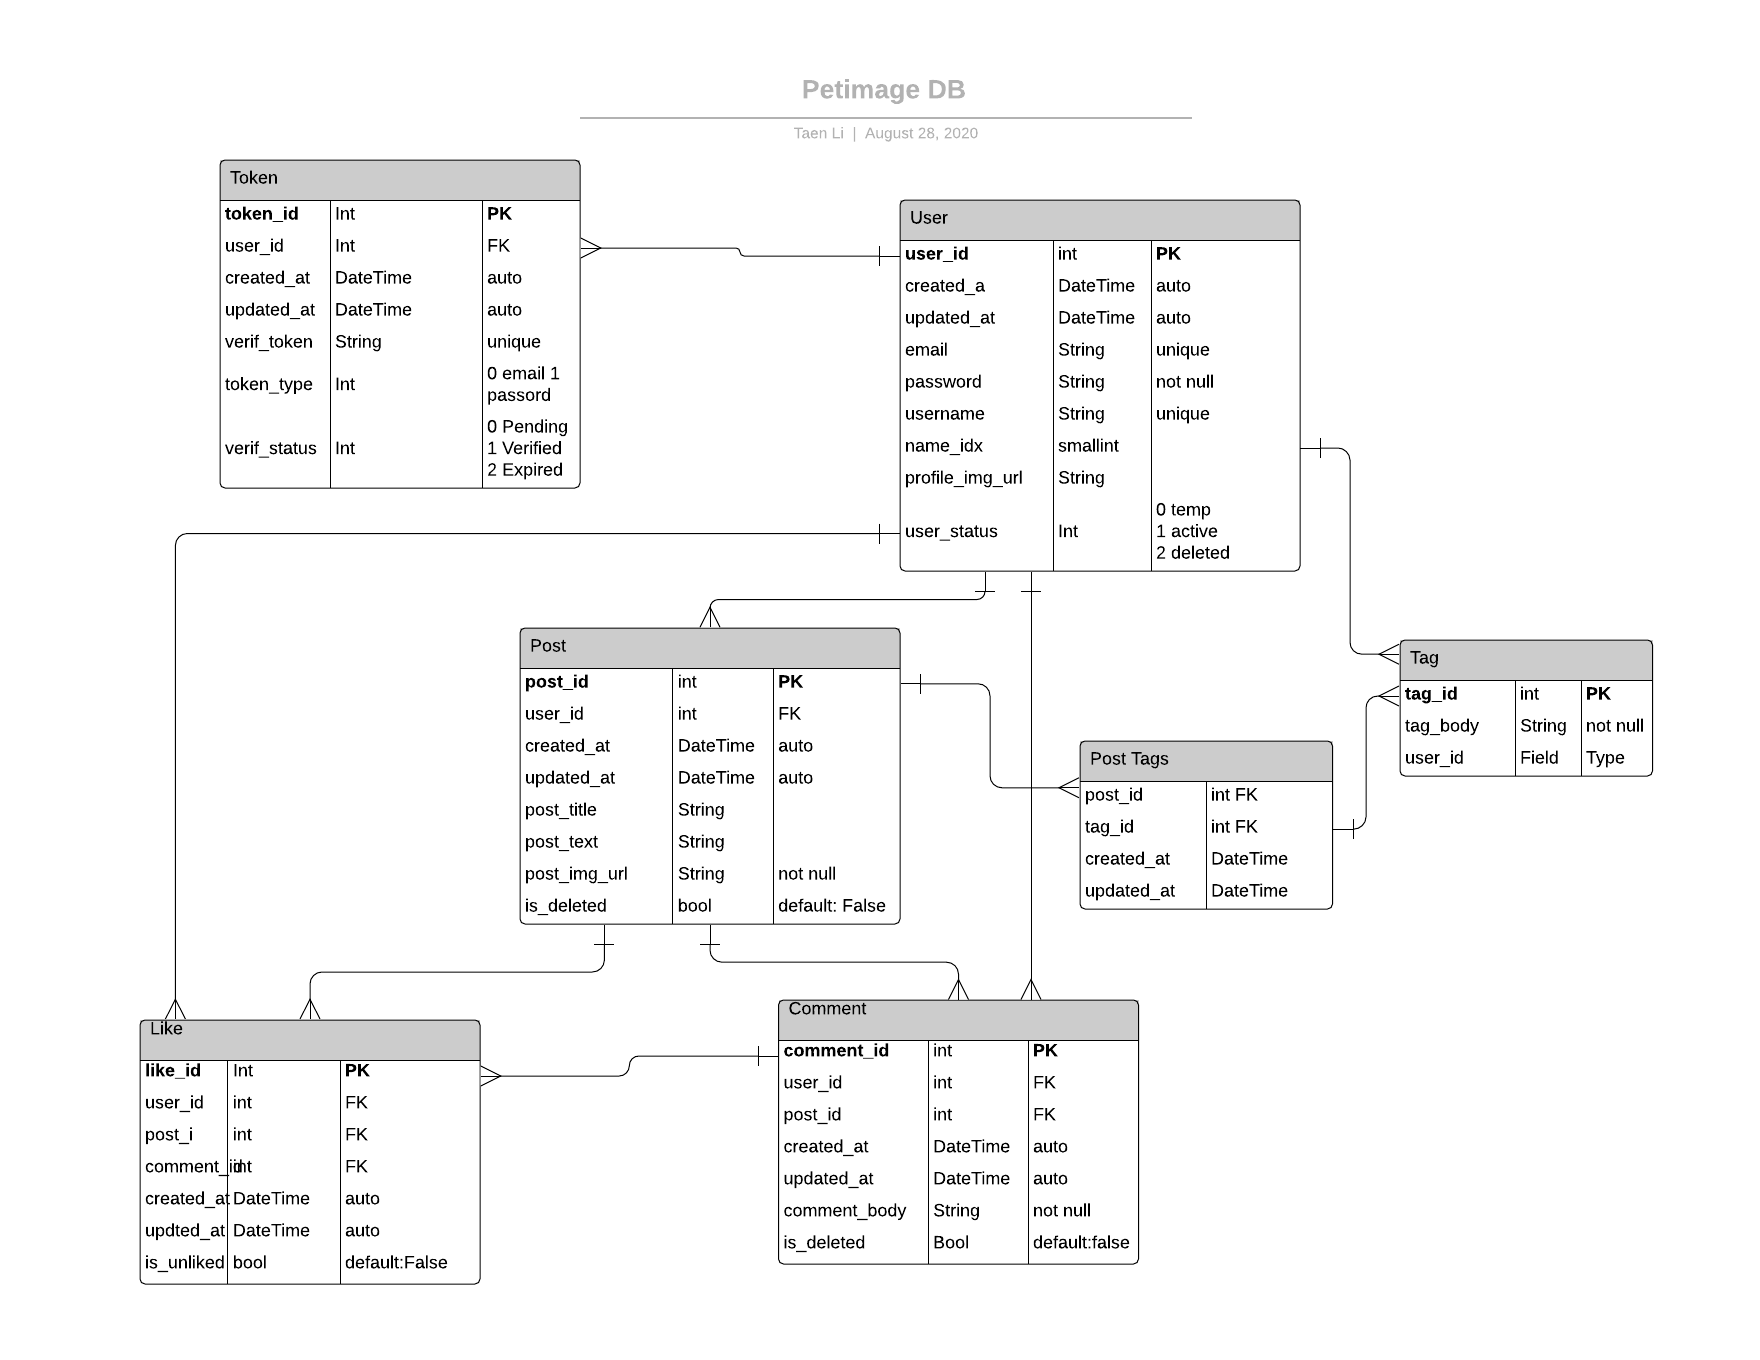 Petimage DB
Taen Li | August 28, 2020
Token
token_id Int PK
user_id Int FK
created_at DateTime auto
updated_at DateTime auto
verif_token String unique
token_type Int 0 email 1
passord
verif_status Int 0 Pending
1 Verified
2 Expired
User
user_id int PK
created_a DateTime auto
updated_at DateTime auto
email String unique
password String not null
username String unique
name_idx smallint
profile_img_url String
user_status Int 0 temp
1 active
2 deleted
Post
post_id int PK
user_id int FK
created_at DateTime auto
updated_at DateTime auto
post_title String
post_text String
post_img_url String not null
is_deleted bool default: False
Tag
tag_id int PK
tag_body String not null
user_id Field Type
Post Tags
post_id int FK
tag_id int FK
created_at DateTime
updated_at DateTime
Like
like_id Int PK
user_id int FK
post_i int FK
comment_id int FK
created_at DateTime auto
updted_at DateTime auto
is_unliked bool default:False
Comment
comment_id int PK
user_id int FK
post_id int FK
created_at DateTime auto
updated_at DateTime auto
comment_body String not null
is_deleted Bool default:false